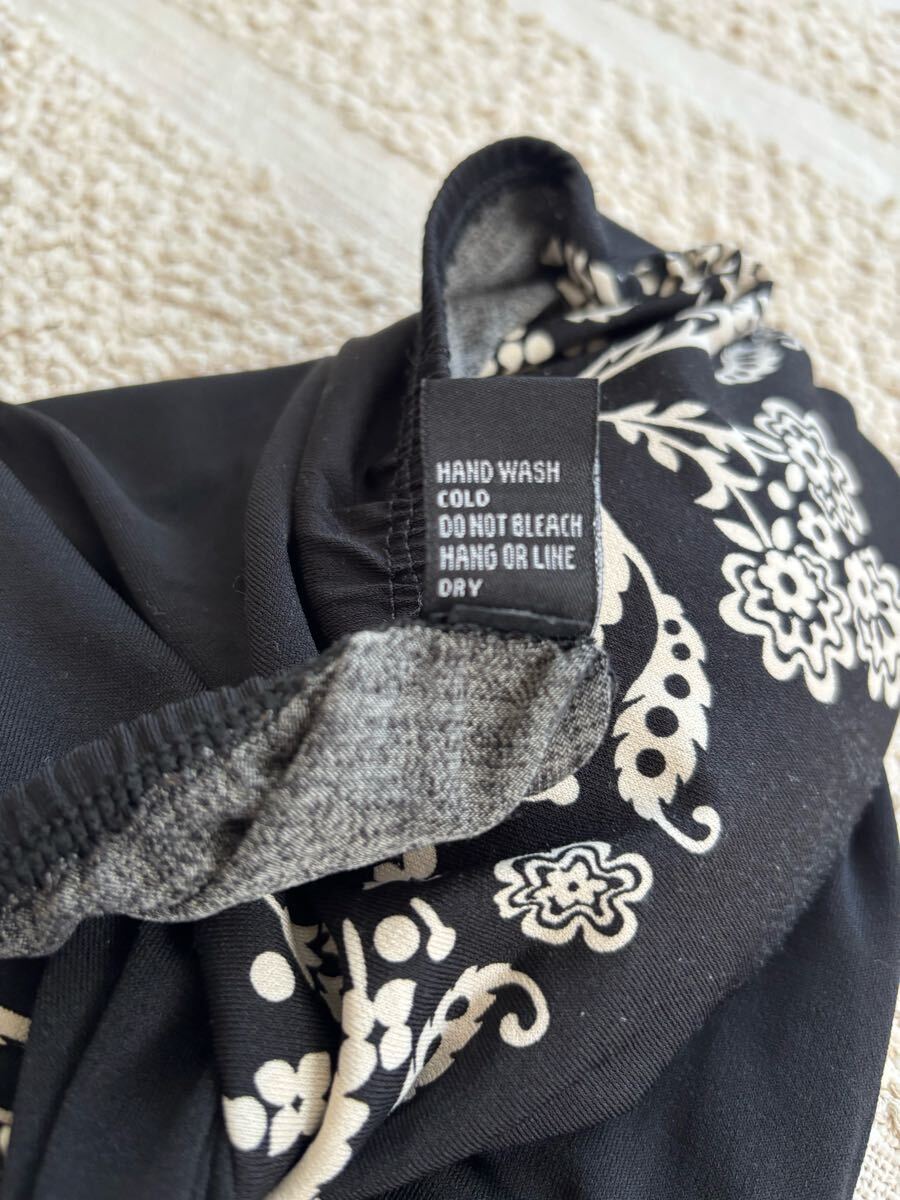 HAND WASH
COLD
DO NOT BLEACH
HANG OR LINE
DRY